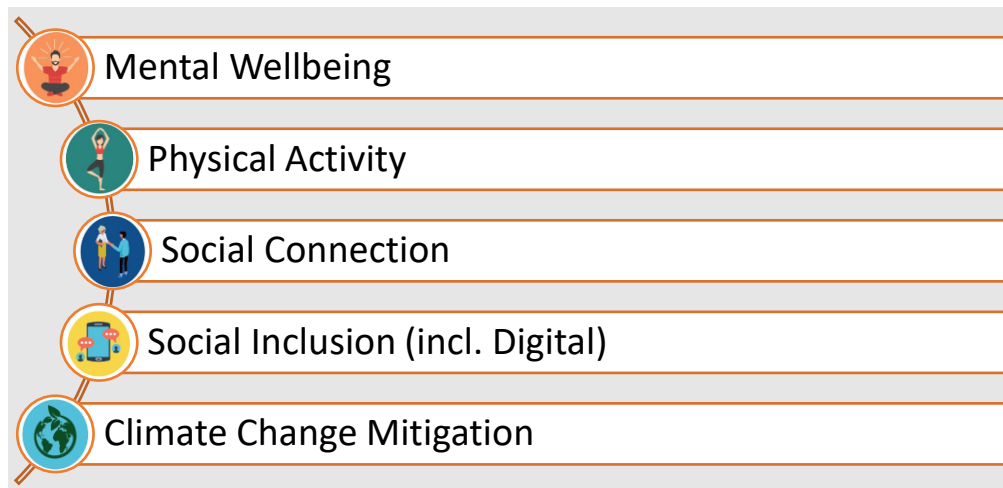 Mental Wellbeing
Physical Activity
Social Connection
Social Inclusion (incl. Digital)
Climate Change Mitigation